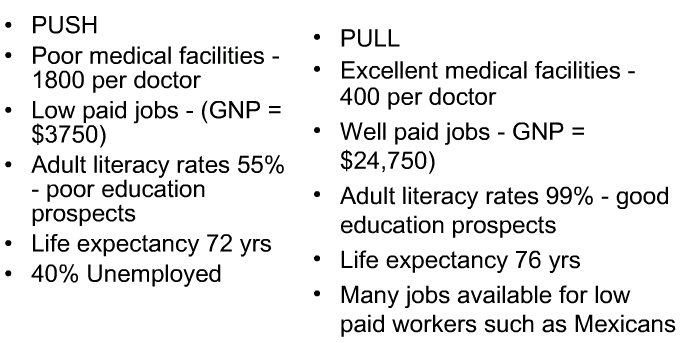 • PUSH
• Poor medical facilities -
1800 per doctor
• Low paid jobs - (GNP =
$3750)
• Adult literacy rates 55%
- poor education
prospects
• Life expectancy 72 yrs
• 40% Unemployed
• PULL
• Excellent medical facilities -
400 per doctor
• Well paid jobs - GNP =
$24,750)
• Adult literacy rates 99% - good
education prospects
• Life expectancy 76 yrs
• Many jobs available for low
paid workers such as Mexicans